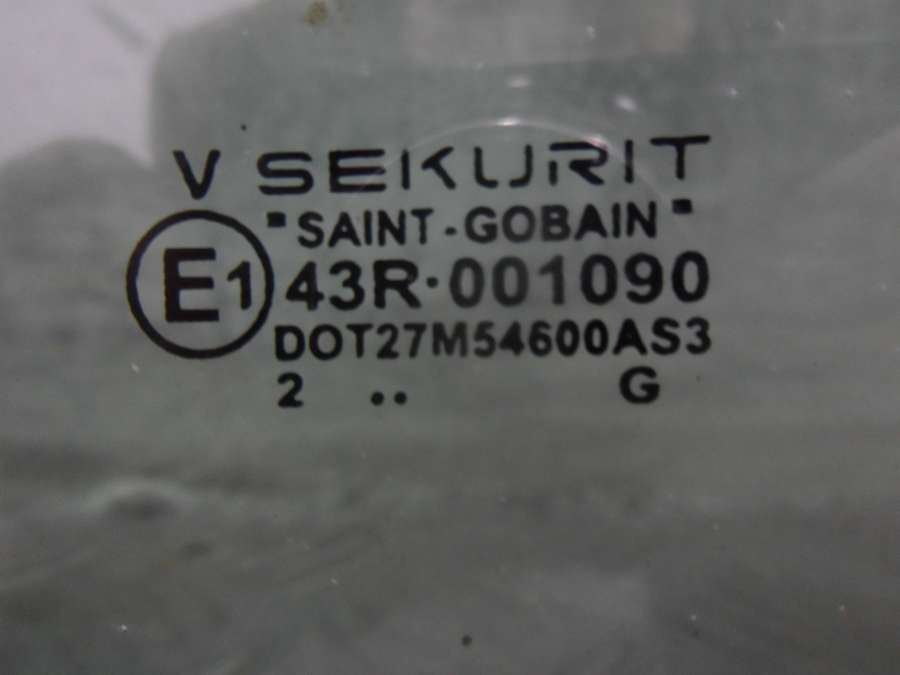 V SEKURIT
"SAINT-GOBAIN"
E1 43R·001090
DOT27M54600AS3
2 .. G